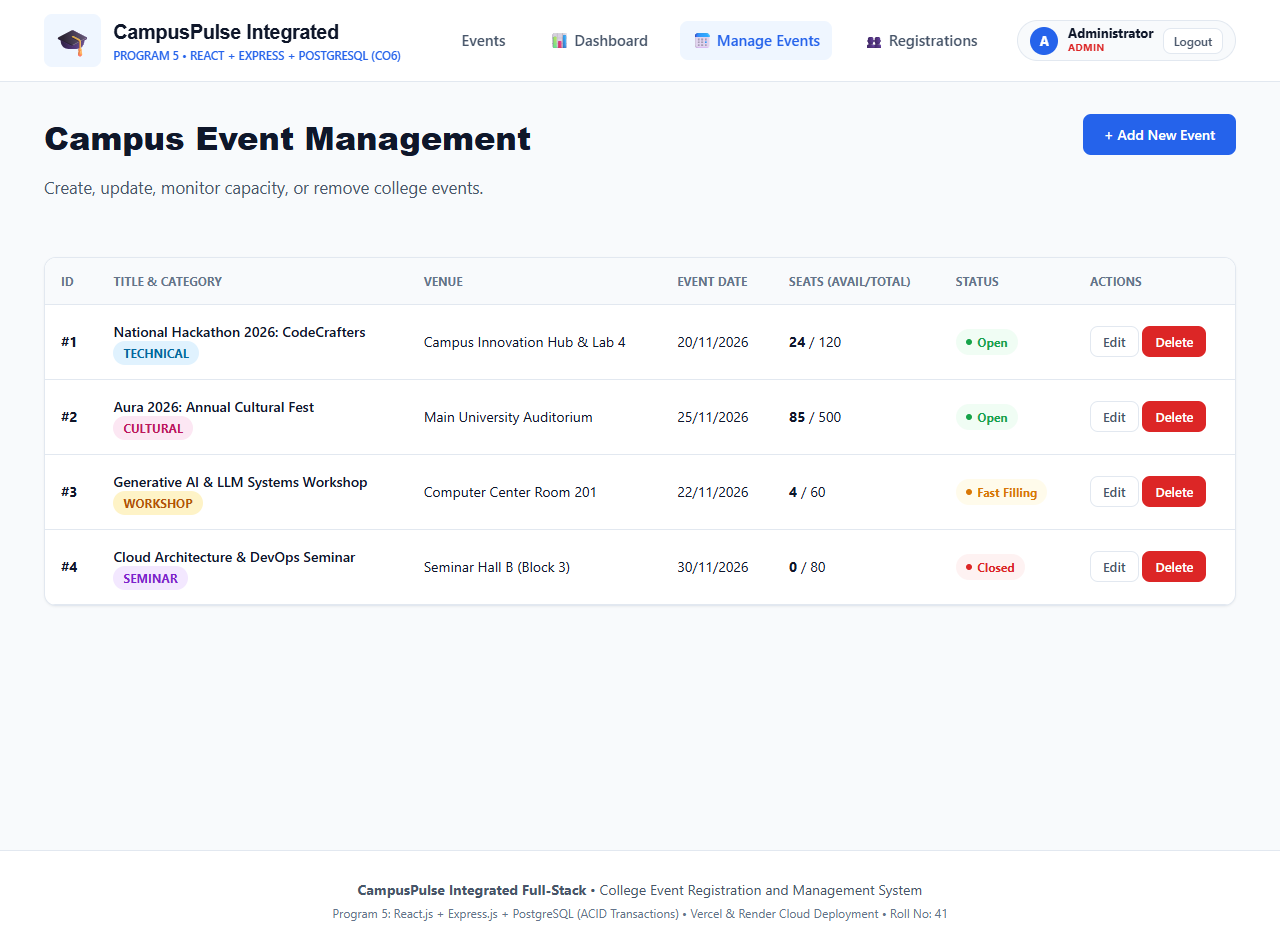 CampusPulse Integrated
PROGRAM 5 • REACT + EXPRESS + POSTGRESQL (CO6)
Events
Dashboard
Manage Events
Registrations
A
Administrator
ADMIN
Logout
Campus Event Management
+ Add New Event
Create, update, monitor capacity, or remove college events.
ID TITLE & CATEGORY VENUE EVENT DATE SEATS (AVAIL/TOTAL) STATUS ACTIONS
#1 National Hackathon 2026: CodeCrafters Campus Innovation Hub & Lab 4 20/11/2026 24 / 120 Open Edit Delete
TECHNICAL
#2 Aura 2026: Annual Cultural Fest Main University Auditorium 25/11/2026 85 / 500 Open Edit Delete
CULTURAL
#3 Generative AI & LLM Systems Workshop Computer Center Room 201 22/11/2026 4 / 60 Fast Filling Edit Delete
WORKSHOP
#4 Cloud Architecture & DevOps Seminar Seminar Hall B (Block 3) 30/11/2026 0 / 80 Closed Edit Delete
SEMINAR
CampusPulse Integrated Full-Stack • College Event Registration and Management System
Program 5: React.js + Express.js + PostgreSQL (ACID Transactions) • Vercel & Render Cloud Deployment • Roll No: 41